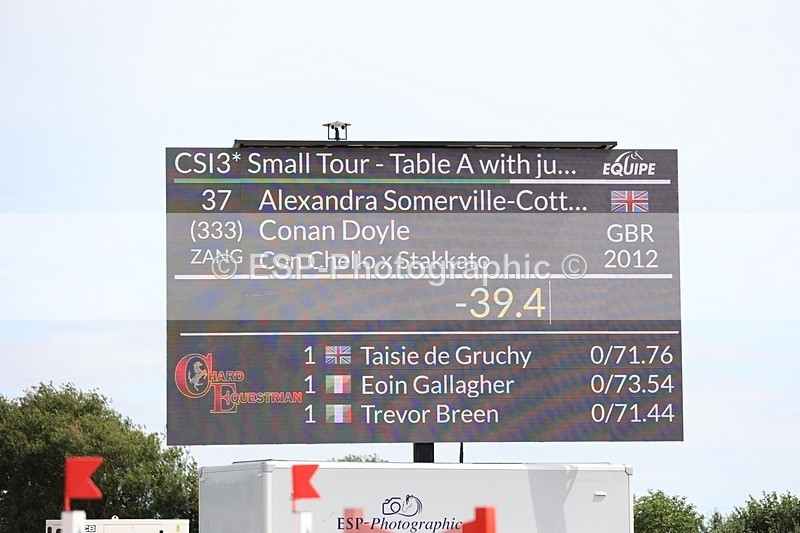 CSI3* Small Tour - Table A with ju...
EQUIPE
37 Alexandra Somerville-Cott...
(333) Conan Doyle GBR
ZANG Con Chello x Stakkato 2012
© ESP-Photographic ©
-39.4
1 Taisie de Gruchy 0/71.76
1 Eoin Gallagher 0/73.54
1 Trevor Breen 0/71.44
CHARD
EQUESTRIAN
ESP-Photographic
CB